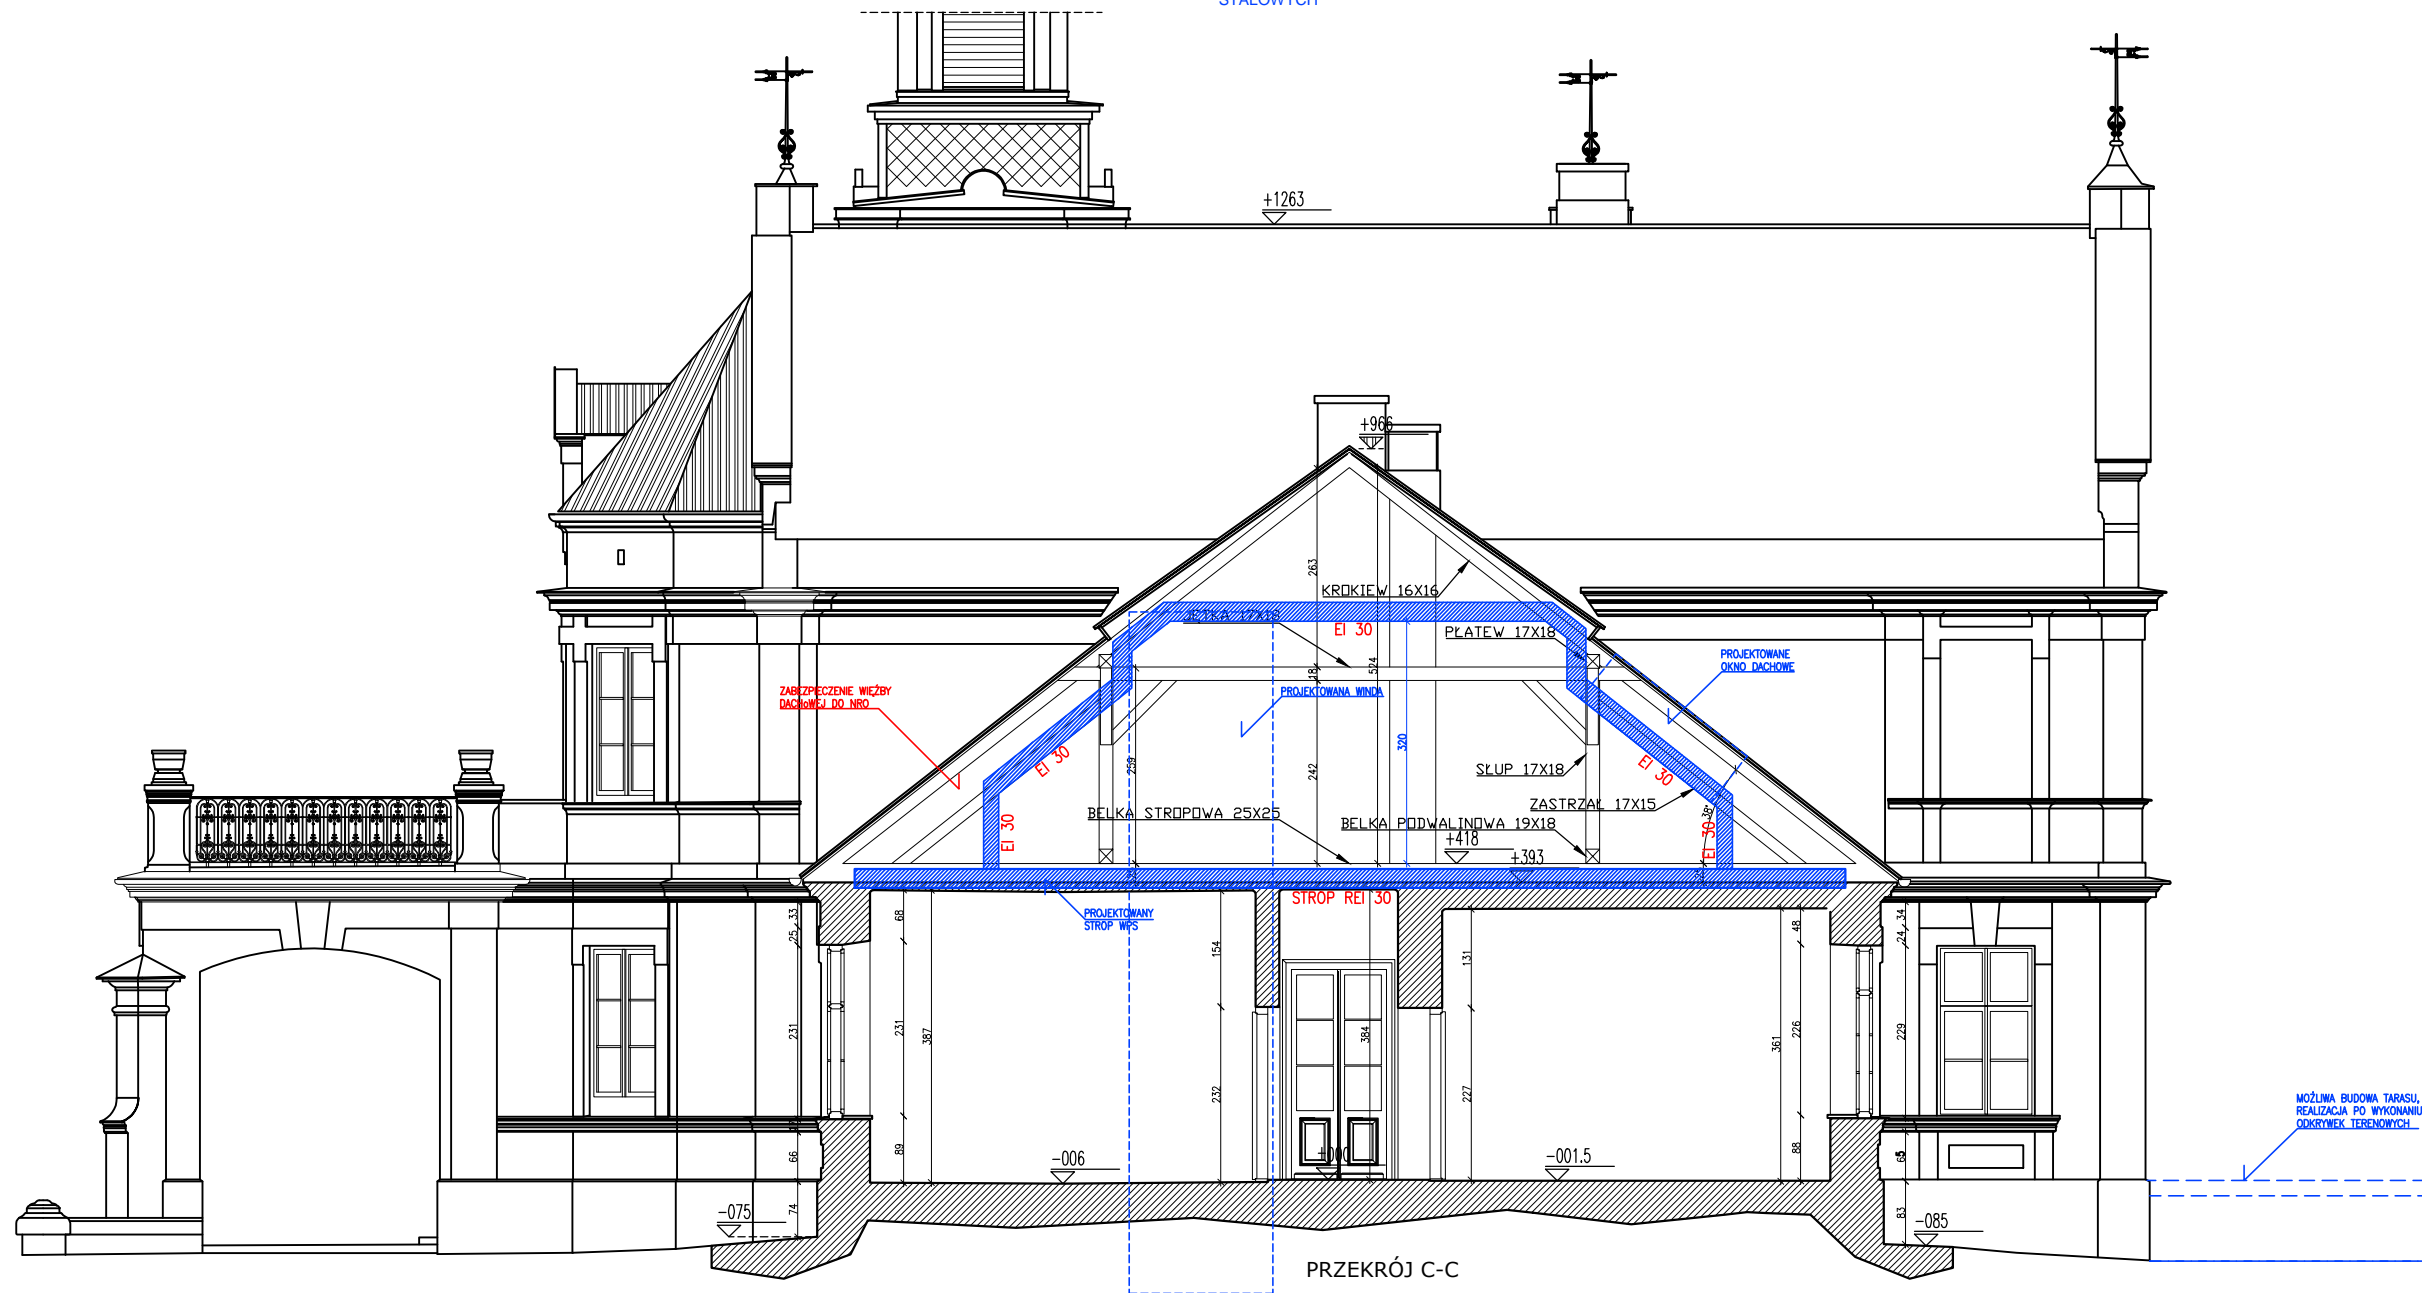 STALOWYCH
+1263
+966
263
KROKIEW 16X16
JĘTKA 17X18
EI 30
PŁATEW 17X18
PROJEKTOWANE
OKNO DACHOWE
18
524
ZABEZPIECZENIE WIĘŹBY
DACHoWEJ DO NRO
PROJEKTOWANA WINDA
EI 30
259
242
320
SŁUP 17X18
EI 30
ZASTRZAŁ 17X15
BELKA STROPOWA 25X25
BELKA PODWALINOWA 19X18
38°
EI 30
EI 30
+418
+393
STROP REI 30
PROJEKTOWANY
STROP WPS
33
25
68
154
131
48
34
24
231
231
387
232
384
227
361
226
229
MOŻLIWA BUDOWA TARASU,
REALIZACJA PO WYKONANIU
ODKRYWEK TERENOWYCH
17
66
89
88
65
-006
+000
-001.5
74
83
-075
-085
PRZEKRÓJ C-C